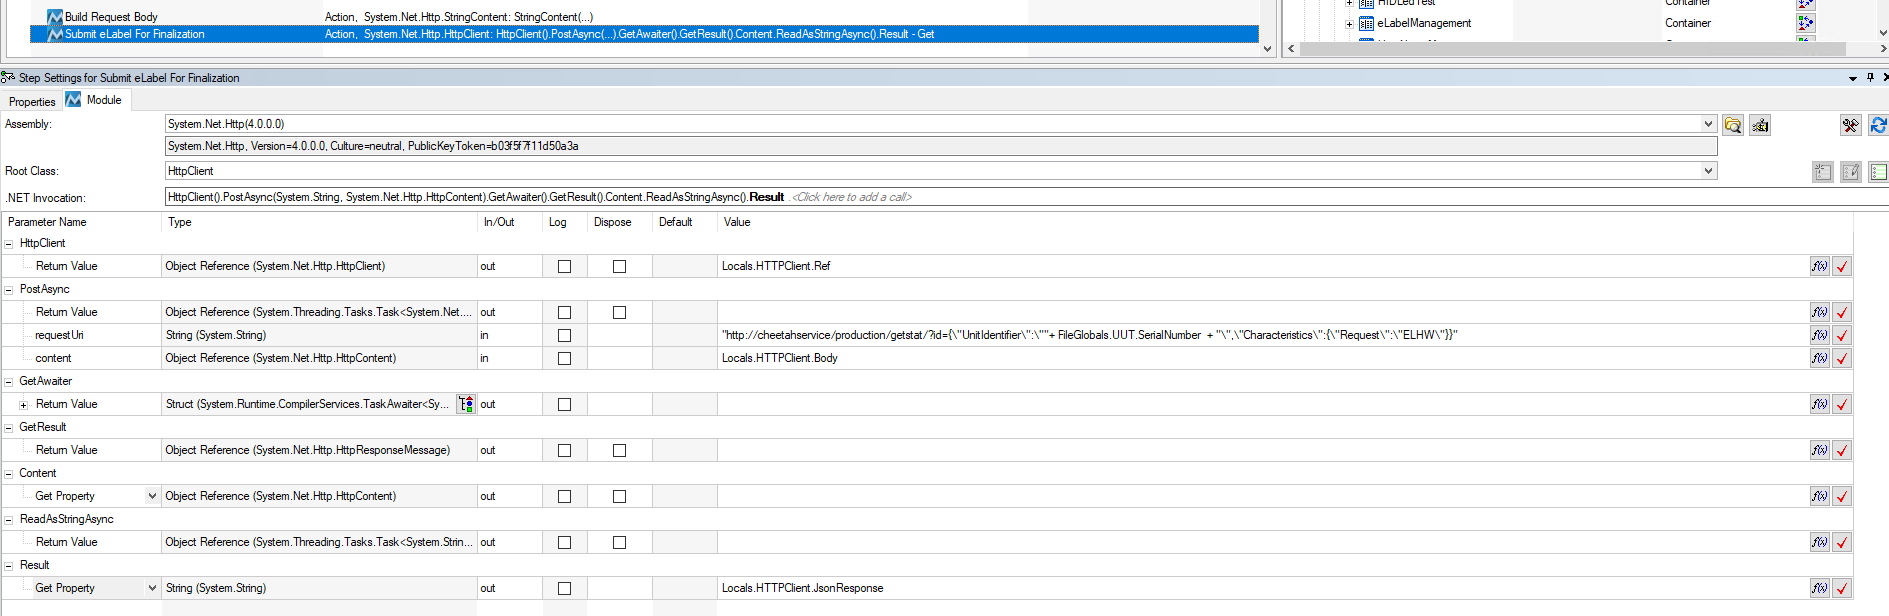 Build Request Body Action, System.Net.Http.StringContent: StringContent(...)
Submit eLabel For Finalization Action, System.Net.Http.HttpClient: HttpClient().PostAsync(...).GetAwaiter().GetResult().Content.ReadAsStringAsync().Result - Get
HIDLedTest Container
eLabelManagement Container
Step Settings for Submit eLabel For Finalization
Properties Module
Assembly: System.Net.Http(4.0.0.0)
System.Net.Http, Version=4.0.0.0, Culture=neutral, PublicKeyToken=b03f5f7f11d50a3a
Root Class: HttpClient
.NET Invocation: HttpClient().PostAsync(System.String, System.Net.Http.HttpContent).GetAwaiter().GetResult().Content.ReadAsStringAsync().Result .<Click here to add a call>
Parameter Name Type In/Out Log Dispose Default Value
HttpClient
Return Value Object Reference (System.Net.Http.HttpClient) out Locals.HTTPClient.Ref f(x)
PostAsync
Return Value Object Reference (System.Threading.Tasks.Task<System.Net.... out f(x)
requestUri String (System.String) in "http://cheetahservice/production/getstat/?id={\"UnitIdentifier\":\""+ FileGlobals.UUT.SerialNumber + "\",\"Characteristics\":{\"Request\":\"ELHW\"}}" f(x)
content Object Reference (System.Net.Http.HttpContent) in Locals.HTTPClient.Body f(x)
GetAwaiter
Return Value Struct (System.Runtime.CompilerServices.TaskAwaiter<Sy... out f(x)
GetResult
Return Value Object Reference (System.Net.Http.HttpResponseMessage) out f(x)
Content
Get Property Object Reference (System.Net.Http.HttpContent) out f(x)
ReadAsStringAsync
Return Value Object Reference (System.Threading.Tasks.Task<System.Strin... out f(x)
Result
Get Property String (System.String) out Locals.HTTPClient.JsonResponse f(x)